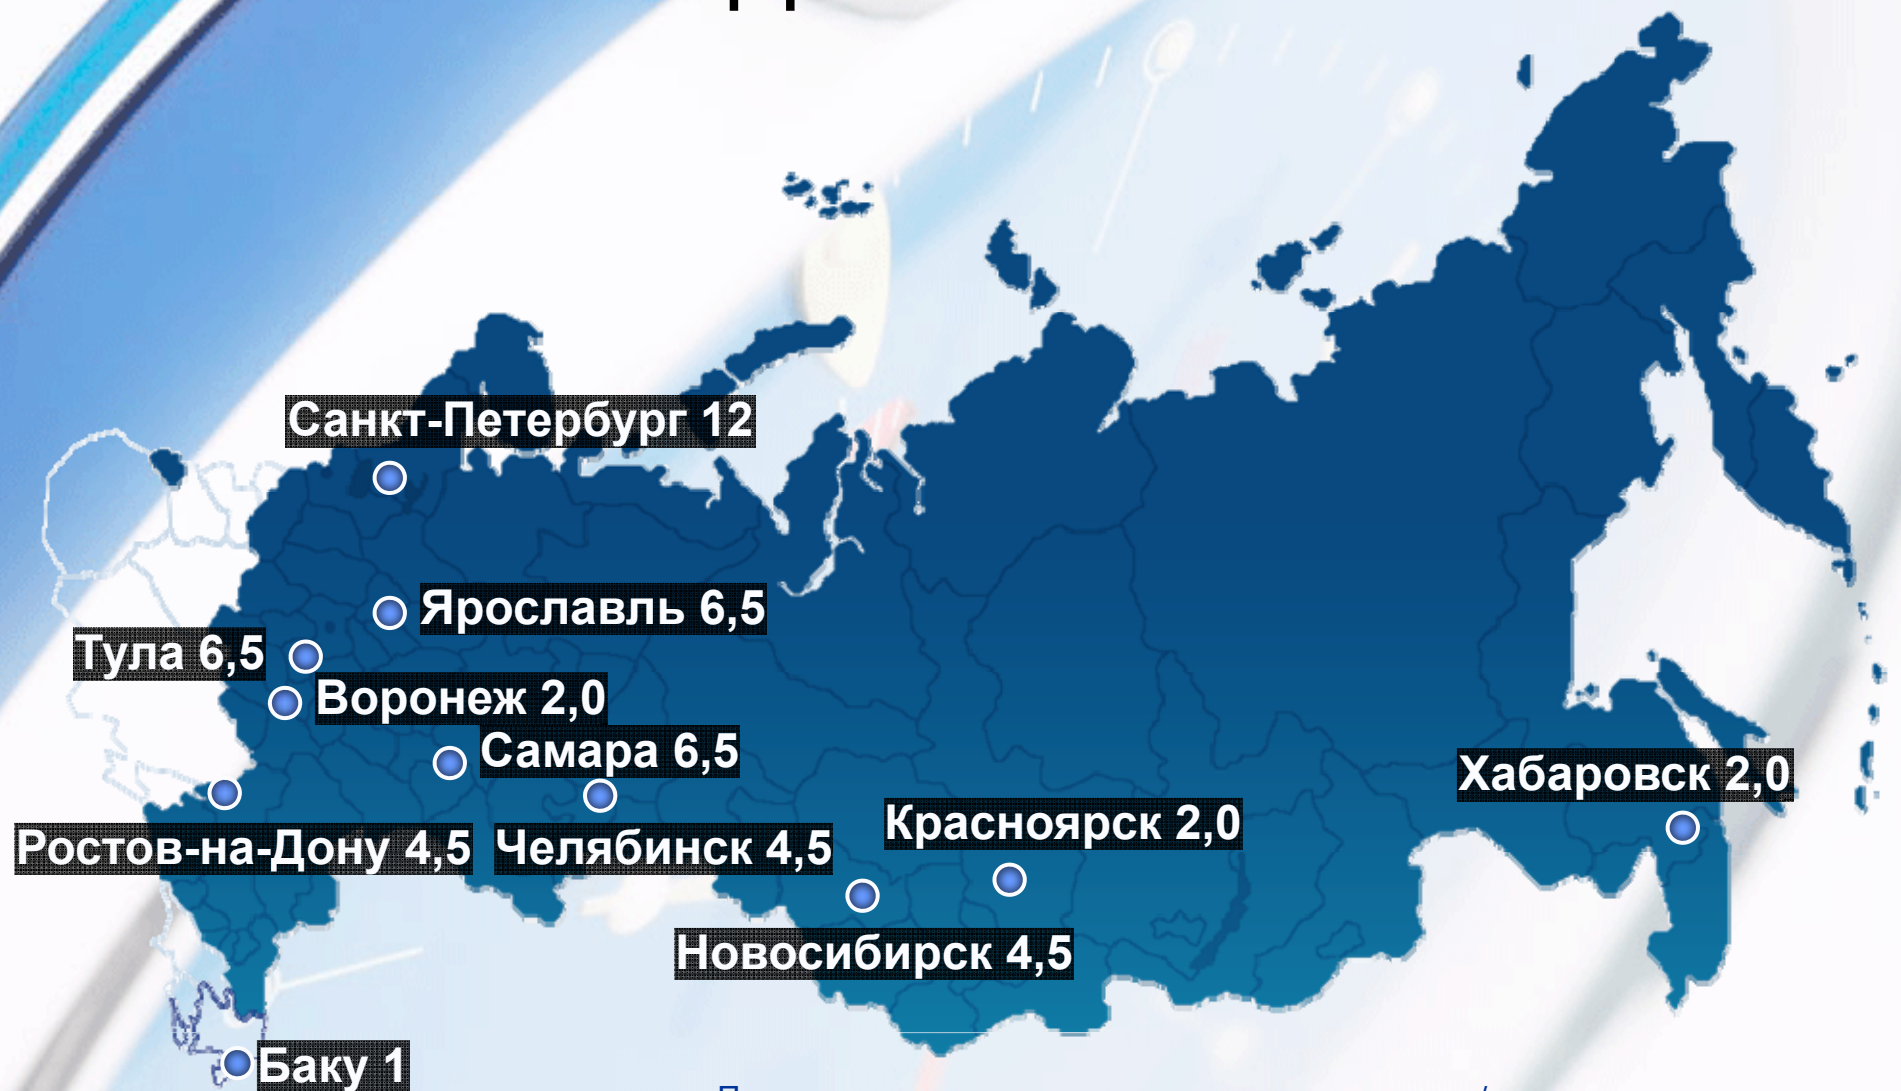 Санкт-Петербург 12
Ярославль 6,5
Тула 6,5
Воронеж 2,0
Самара 6,5
Хабаровск 2,0
Красноярск 2,0
Ростов-на-Дону 4,5
Челябинск 4,5
Новосибирск 4,5
Баку 1